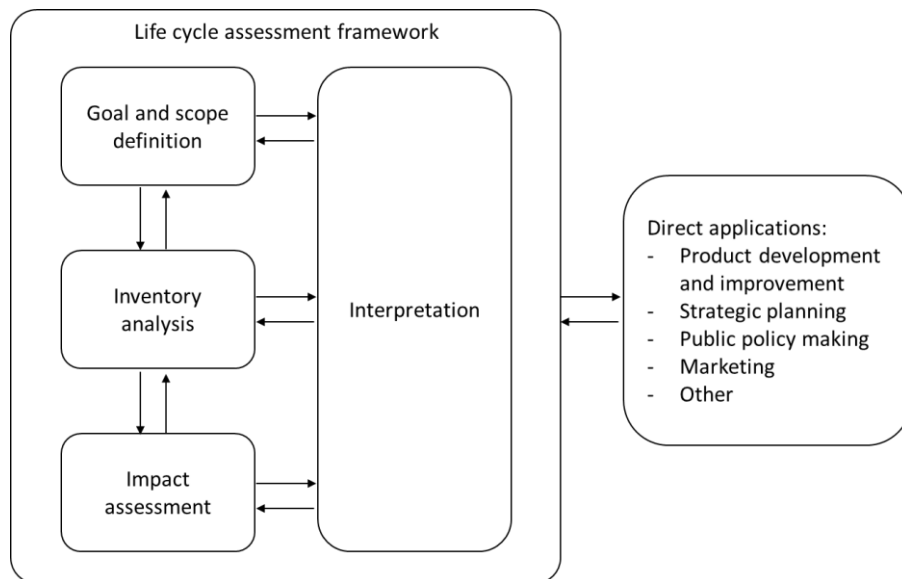 Life cycle assessment framework
Goal and scope
definition
Inventory
analysis
Impact
assessment
Interpretation
Direct applications:
- Product development
and improvement
- Strategic planning
- Public policy making
- Marketing
- Other